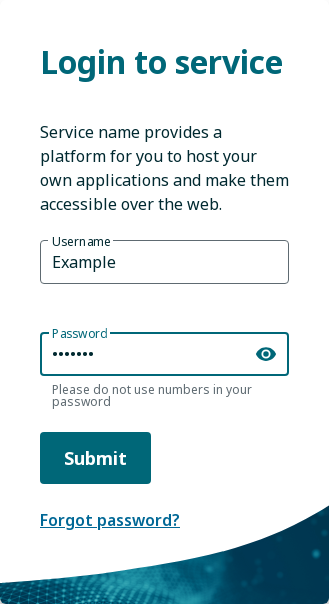 Login to service
Service name provides a
platform for you to host your
own applications and make them
accessible over the web.
Username
Example
Password
•••••••
Please do not use numbers in your
password
Submit
Forgot password?